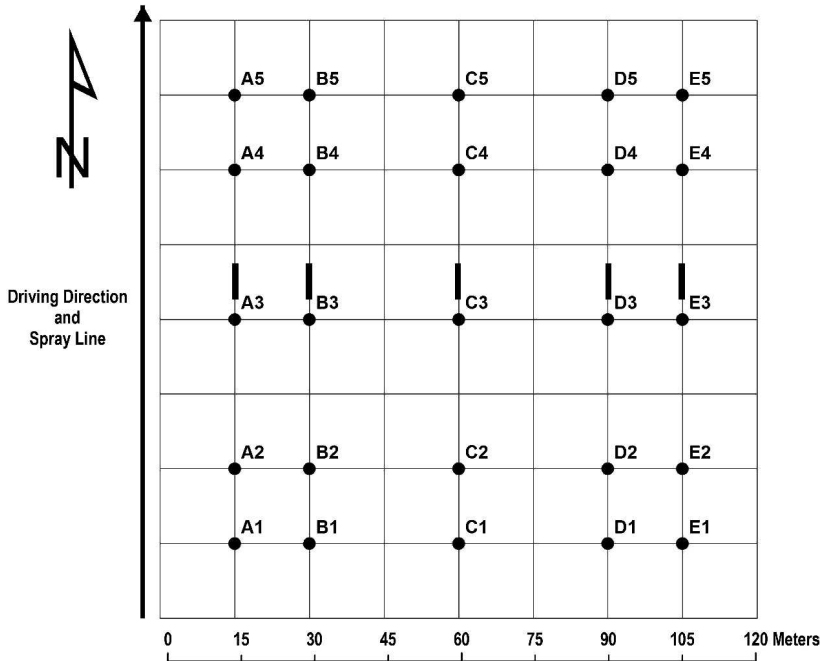 A5 B5 C5 D5 E5
A4 B4 C4 D4 E4
N
Driving Direction
and
Spray Line
A3 B3 C3 D3 E3
A2 B2 C2 D2 E2
A1 B1 C1 D1 E1
0 15 30 45 60 75 90 105 120 Meters